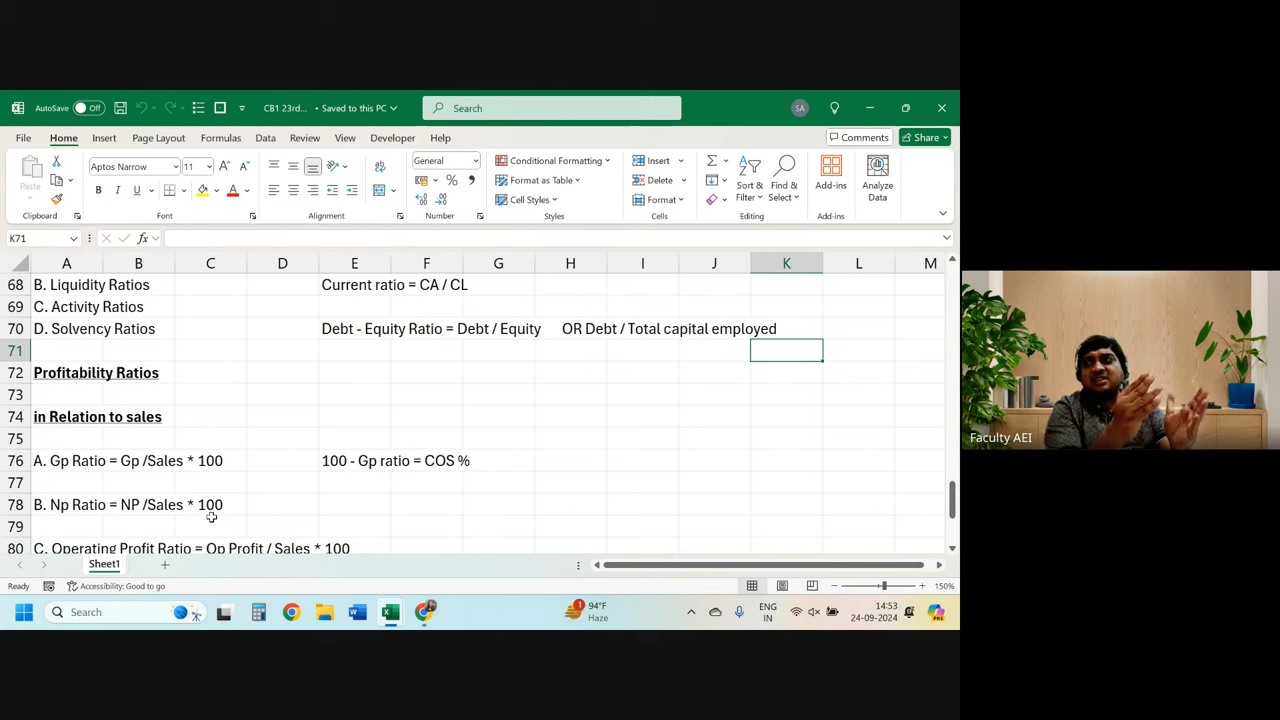 AutoSave Off CB1 23rd... • Saved to this PC Search SA
File Home Insert Page Layout Formulas Data Review View Developer Help Comments Share
Paste Aptos Narrow 11 General Conditional Formatting Insert Sort & Filter Find & Select Add-ins Analyze Data
B I U A % Format as Table Delete
Cell Styles Format
Clipboard Font Alignment Number Styles Cells Editing Add-ins
K71 fx
A B C D E F G H I J K L M
68 B. Liquidity Ratios Current ratio = CA / CL
69 C. Activity Ratios
70 D. Solvency Ratios Debt - Equity Ratio = Debt / Equity OR Debt / Total capital employed
71
72 Profitability Ratios
73
74 in Relation to sales
75
76 A. Gp Ratio = Gp /Sales * 100 100 - Gp ratio = COS %
77
78 B. Np Ratio = NP /Sales * 100
79
80 C. Operating Profit Ratio = Op Profit / Sales * 100
Sheet1
Ready Accessibility: Good to go 150%
Search 1 94°F Haze ENG IN 14:53 24-09-2024
Faculty AEI